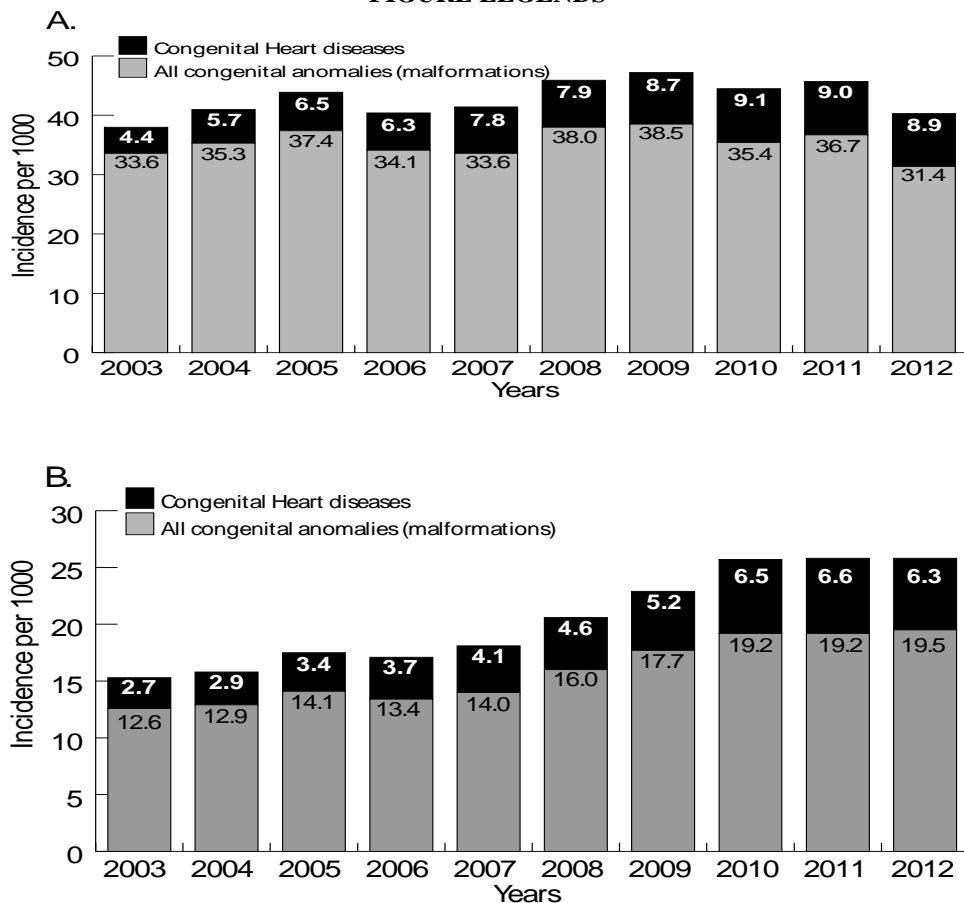 FIGURE LEGENDS
A.
Congenital Heart diseases
All congenital anomalies (malformations)
Incidence per 1000
50
40
30
20
10
0
4.4 5.7 6.5 6.3 7.8 7.9 8.7 9.1 9.0 8.9
33.6 35.3 37.4 34.1 33.6 38.0 38.5 35.4 36.7 31.4
2003 2004 2005 2006 2007 2008 2009 2010 2011 2012
Years
B.
Congenital Heart diseases
All congenital anomalies (malformations)
Incidence per 1000
30
25
20
15
10
5
0
2.7 2.9 3.4 3.7 4.1 4.6 5.2 6.5 6.6 6.3
12.6 12.9 14.1 13.4 14.0 16.0 17.7 19.2 19.2 19.5
2003 2004 2005 2006 2007 2008 2009 2010 2011 2012
Years